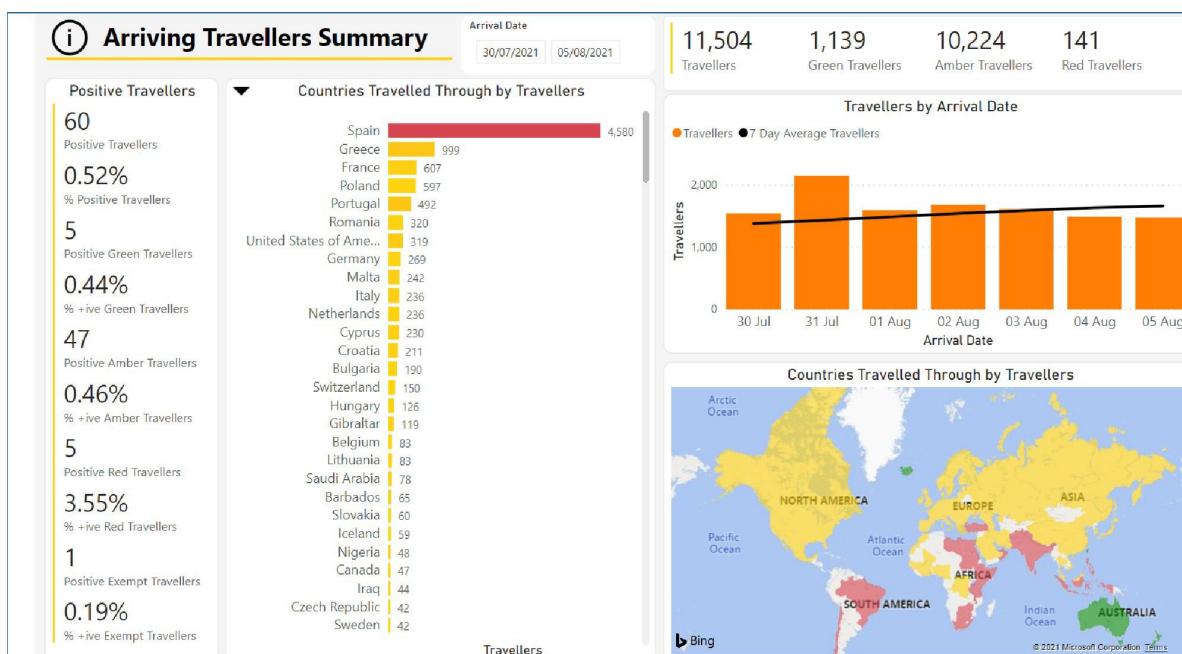 i
Arriving Travellers Summary
Arrival Date
30/07/2021 05/08/2021
11,504 1,139 10,224 141
Travellers Green Travellers Amber Travellers Red Travellers
Positive Travellers
60
Positive Travellers
0.52%
% Positive Travellers
5
Positive Green Travellers
0.44%
% +ive Green Travellers
47
Positive Amber Travellers
0.46%
% +ive Amber Travellers
5
Positive Red Travellers
3.55%
% +ive Red Travellers
1
Positive Exempt Travellers
0.19%
% +ive Exempt Travellers
Countries Travelled Through by Travellers
Spain 4,580
Greece 999
France 607
Poland 597
Portugal 492
Romania 320
United States of Ame... 319
Germany 269
Malta 242
Italy 236
Netherlands 236
Cyprus 230
Croatia 211
Bulgaria 190
Switzerland 150
Hungary 126
Gibraltar 119
Belgium 83
Lithuania 83
Saudi Arabia 78
Barbados 65
Slovakia 60
Iceland 59
Nigeria 48
Canada 47
Iraq 44
Czech Republic 42
Sweden 42
Travellers
Travellers by Arrival Date
Travellers 7 Day Average Travellers
Travellers
2,000
1,000
0
30 Jul 31 Jul 01 Aug 02 Aug 03 Aug 04 Aug 05 Aug
Arrival Date
Countries Travelled Through by Travellers
Arctic
Ocean
NORTH AMERICA
EUROPE
ASIA
Pacific
Ocean
Atlantic
Ocean
AFRICA
SOUTH AMERICA
Indian
Ocean
AUSTRALIA
Bing
© 2021 Microsoft Corporation Terms